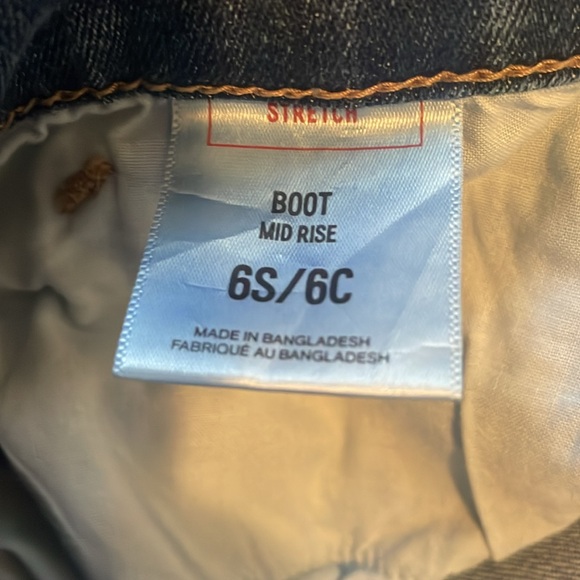 STRETCH
BOOT
MID RISE
6S/6C
MADE IN BANGLADESH
FABRIQUÉ AU BANGLADESH